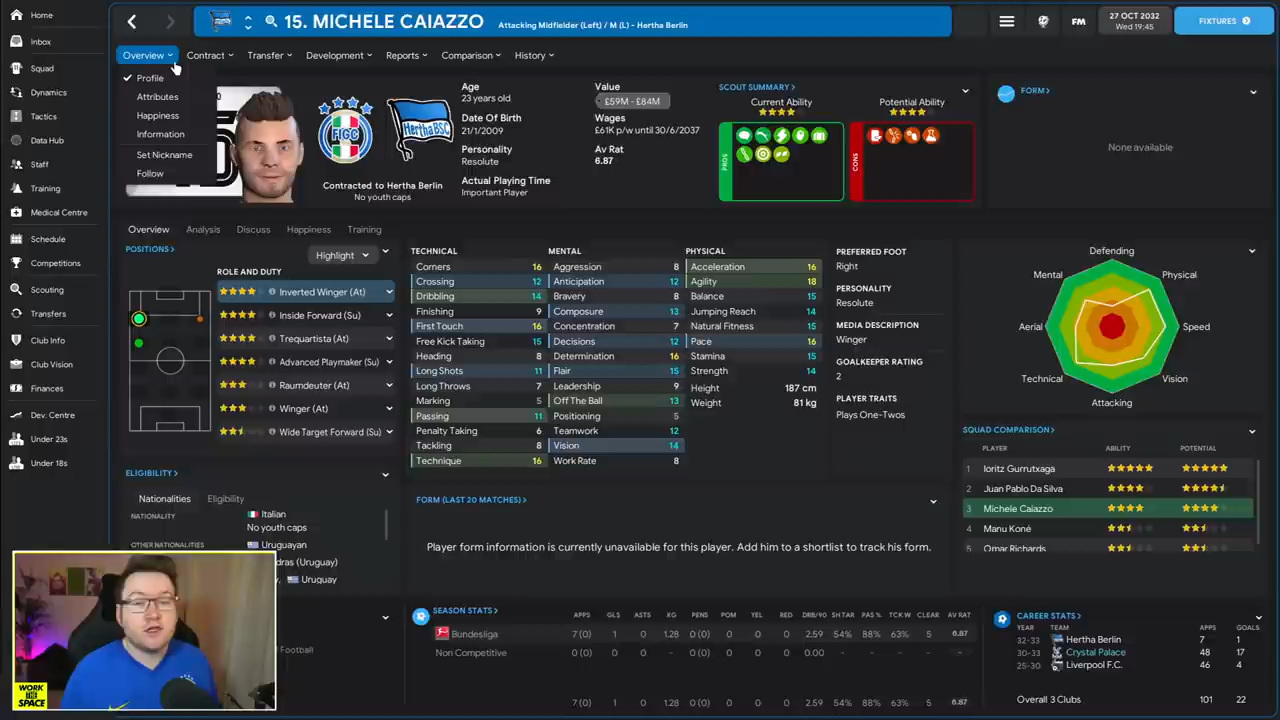 Home
Inbox
Squad
Dynamics
Tactics
Data Hub
Staff
Training
Medical Centre
Schedule
Competitions
Scouting
Transfers
Club Info
Club Vision
Finances
Dev. Centre
Under 23s
Under 18s
15. MICHELE CAIAZZO
Attacking Midfielder (Left) / M (L) - Hertha Berlin
FM
27 OCT 2032
Wed 19:45
FIXTURES
Overview
Contract
Transfer
Development
Reports
Comparison
History
Profile
Attributes
Happiness
Information
Set Nickname
Follow
FIGC
Hertha BSC
Contracted to Hertha Berlin
No youth caps
Age
23 years old
Date Of Birth
21/1/2009
Personality
Resolute
Actual Playing Time
Important Player
Value
£59M - £84M
Wages
£61K p/w until 30/6/2037
Av Rat
6.87
SCOUT SUMMARY >
Current Ability
Potential Ability
PROS
CONS
FORM >
None available
Overview
Analysis
Discuss
Happiness
Training
POSITIONS >
Highlight
ROLE AND DUTY
Inverted Winger (At)
Inside Forward (Su)
Trequartista (At)
Advanced Playmaker (Su)
Raumdeuter (At)
Winger (At)
Wide Target Forward (Su)
TECHNICAL
Corners 16
Crossing 12
Dribbling 14
Finishing 9
First Touch 16
Free Kick Taking 15
Heading 8
Long Shots 11
Long Throws 7
Marking 5
Passing 11
Penalty Taking 6
Tackling 8
Technique 16
MENTAL
Aggression 8
Anticipation 12
Bravery 8
Composure 13
Concentration 7
Decisions 12
Determination 16
Flair 15
Leadership 9
Off The Ball 13
Positioning 5
Teamwork 12
Vision 14
Work Rate 8
PHYSICAL
Acceleration 16
Agility 18
Balance 15
Jumping Reach 14
Natural Fitness 15
Pace 16
Stamina 15
Strength 14
Height 187 cm
Weight 81 kg
PREFERRED FOOT
Right
PERSONALITY
Resolute
MEDIA DESCRIPTION
Winger
GOALKEEPER RATING
2
PLAYER TRAITS
Plays One-Twos
Defending
Mental
Physical
Aerial
Speed
Technical
Vision
Attacking
SQUAD COMPARISON >
PLAYER ABILITY POTENTIAL
1 Ioritz Gurrutxaga
2 Juan Pablo Da Silva
3 Michele Caiazzo
4 Manu Koné
5 Omar Richards
ELIGIBILITY >
Nationalities
Eligibility
NATIONALITY
Italian
No youth caps
OTHER NATIONALITIES
Uruguayan
dras (Uruguay)
Uruguay
Football
WORK THE SPACE
FORM (LAST 20 MATCHES) >
Player form information is currently unavailable for this player. Add him to a shortlist to track his form.
SEASON STATS >
APPS GLS ASTS XG PENS POM YEL RED DRB/90 SH TAR PAS % TCK W CLEAR AV RAT
Bundesliga 7 (0) 1 0 1.28 0 (0) 0 0 0 2.59 54% 88% 63% 5 6.87
Non Competitive 0 (0) 0 0 0 0 (0) 0 0 0 0.00 - - - 0 -
7 (0) 1 0 1.28 0 (0) 0 0 0 2.59 54% 88% 63% 5 6.87
CAREER STATS >
YEAR TEAM APPS GOALS
32-33 Hertha Berlin 7 1
30-33 Crystal Palace 48 17
25-30 Liverpool F.C. 46 4
Overall 3 Clubs 101 22